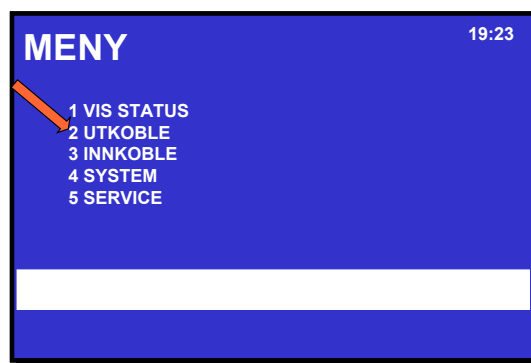 MENY
19:23
1 VIS STATUS
2 UTKOBLE
3 INNKOBLE
4 SYSTEM
5 SERVICE